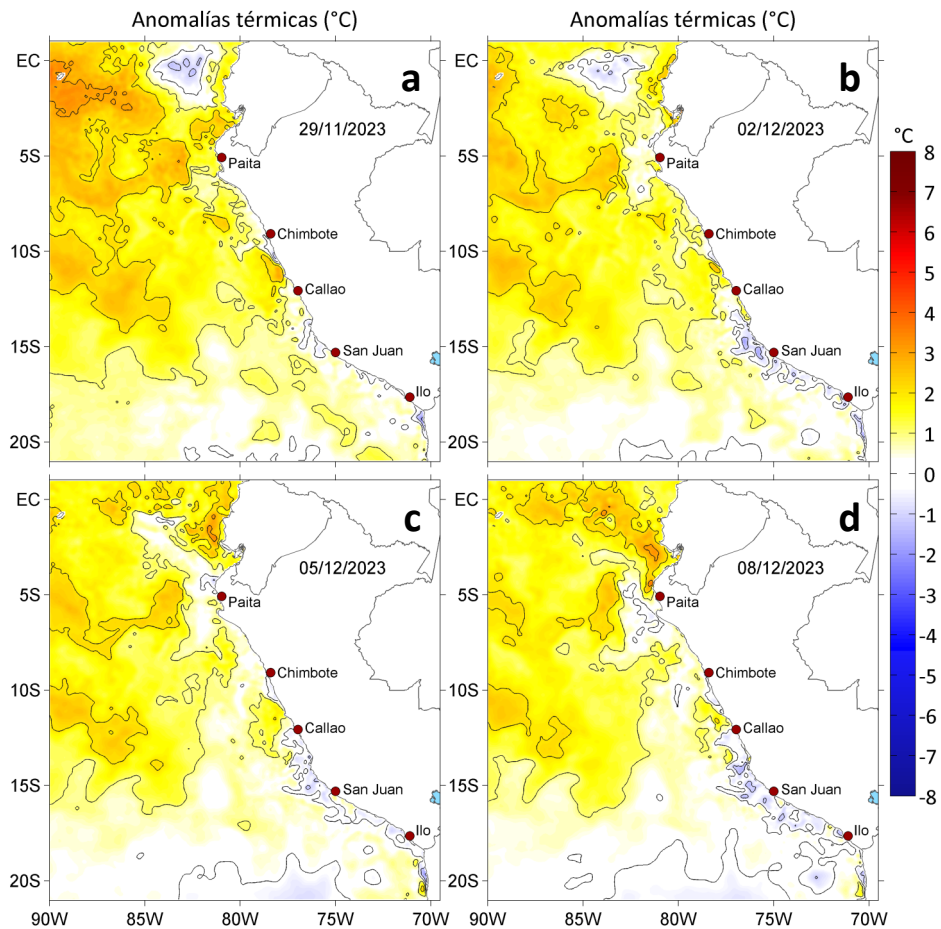 Anomalías térmicas (°C)
Anomalías térmicas (°C)
EC
5S
10S
15S
20S
a
29/11/2023
Paita
Chimbote
Callao
San Juan
Ilo
EC
5S
10S
15S
20S
b
02/12/2023
Paita
Chimbote
Callao
San Juan
Ilo
°C
8
7
6
5
4
3
2
1
0
-1
-2
-3
-4
-5
-6
-7
-8
EC
5S
10S
15S
20S
c
05/12/2023
Paita
Chimbote
Callao
San Juan
Ilo
90W 85W 80W 75W 70W
EC
5S
10S
15S
20S
d
08/12/2023
Paita
Chimbote
Callao
San Juan
Ilo
90W 85W 80W 75W 70W